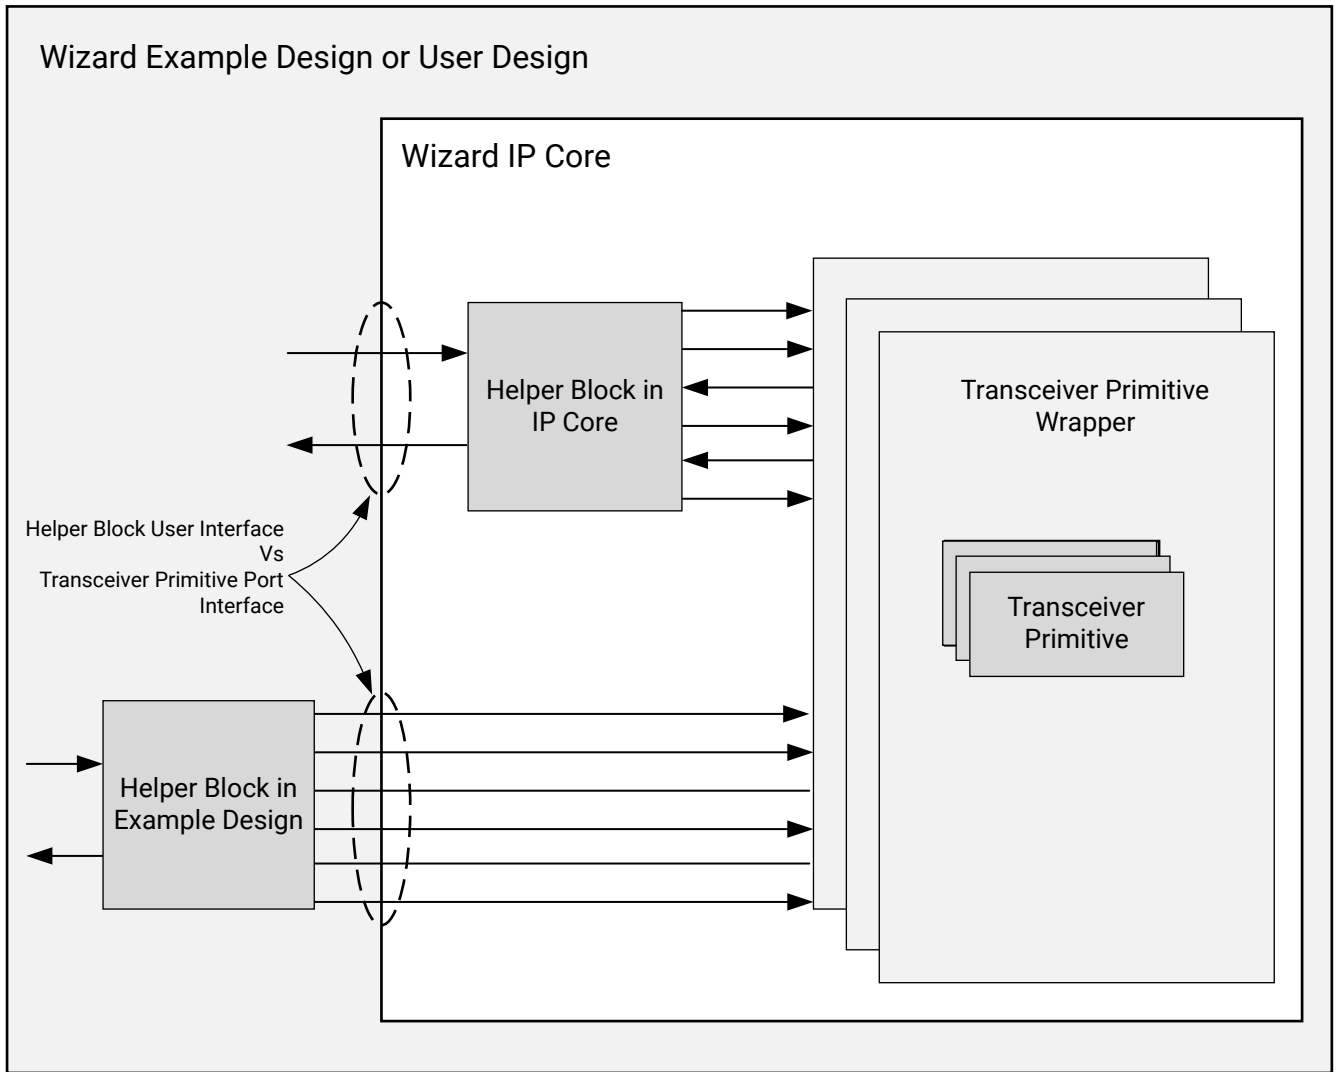 Wizard Example Design or User Design
Wizard IP Core
Helper Block in
IP Core
Transceiver Primitive
Wrapper
Helper Block User Interface
Vs
Transceiver Primitive Port
Interface
Transceiver
Primitive
Helper Block in
Example Design